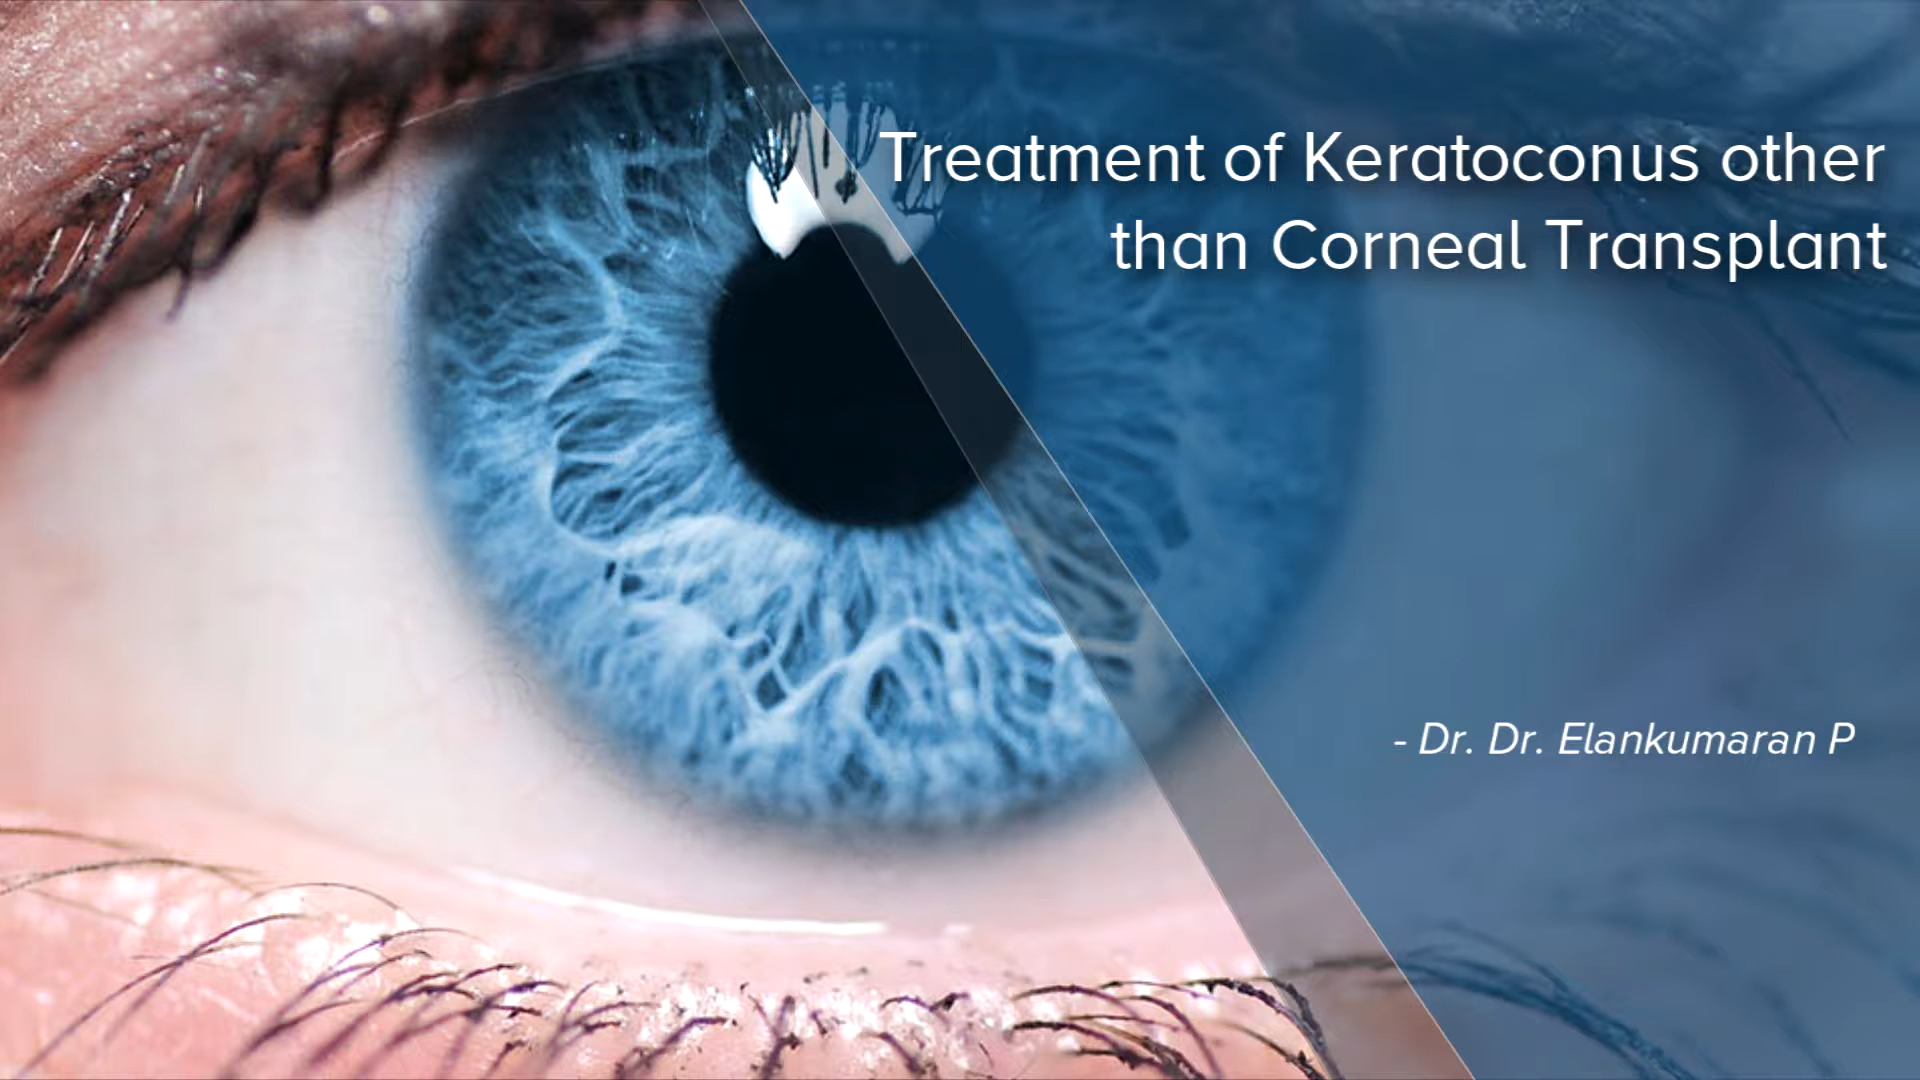 Treatment of Keratoconus other
than Corneal Transplant
- Dr. Dr. Elankumaran P